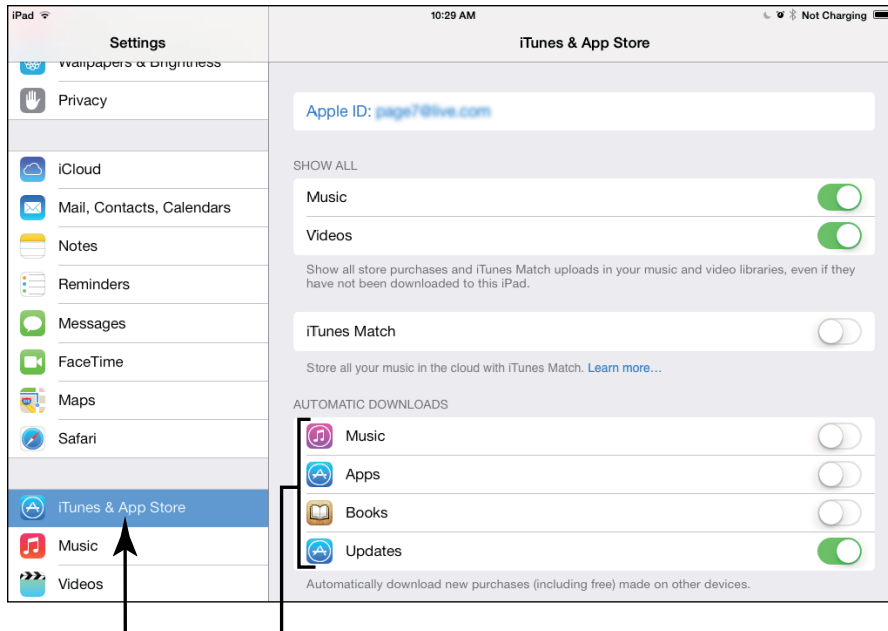 iPad
10:29 AM
Not Charging
Settings
iTunes & App Store
Wallpapers & Brightness
Privacy
iCloud
Mail, Contacts, Calendars
Notes
Reminders
Messages
FaceTime
Maps
Safari
iTunes & App Store
Music
Videos
Apple ID:
SHOW ALL
Music
Videos
Show all store purchases and iTunes Match uploads in your music and video libraries, even if they
have not been downloaded to this iPad.
iTunes Match
Store all your music in the cloud with iTunes Match. Learn more...
AUTOMATIC DOWNLOADS
Music
Apps
Books
Updates
Automatically download new purchases (including free) made on other devices.